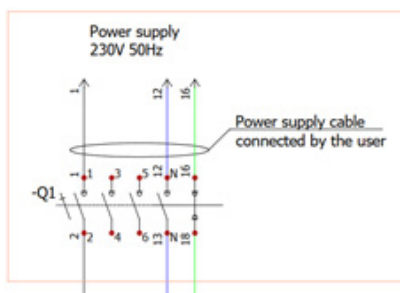 Power supply
230V 50Hz
1 12 16
Power supply cable
connected by the user
1 1 3 5 12 N 16
-Q1
2 2 4 6 13 N 18